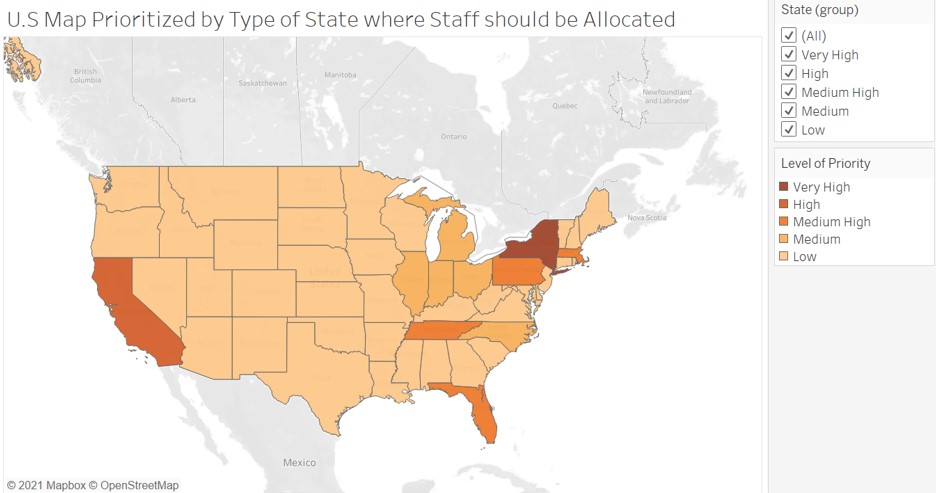 U.S Map Prioritized by Type of State where Staff should be Allocated
State (group)
(All)
Very High
High
Medium High
Medium
Low
Level of Priority
Very High
High
Medium High
Medium
Low
British
Columbia
Alberta
Saskatchewan
Manitoba
Ontario
Quebec
Newfoundland
and Labrador
Nova Scotia
Mexico
© 2021 Mapbox © OpenStreetMap